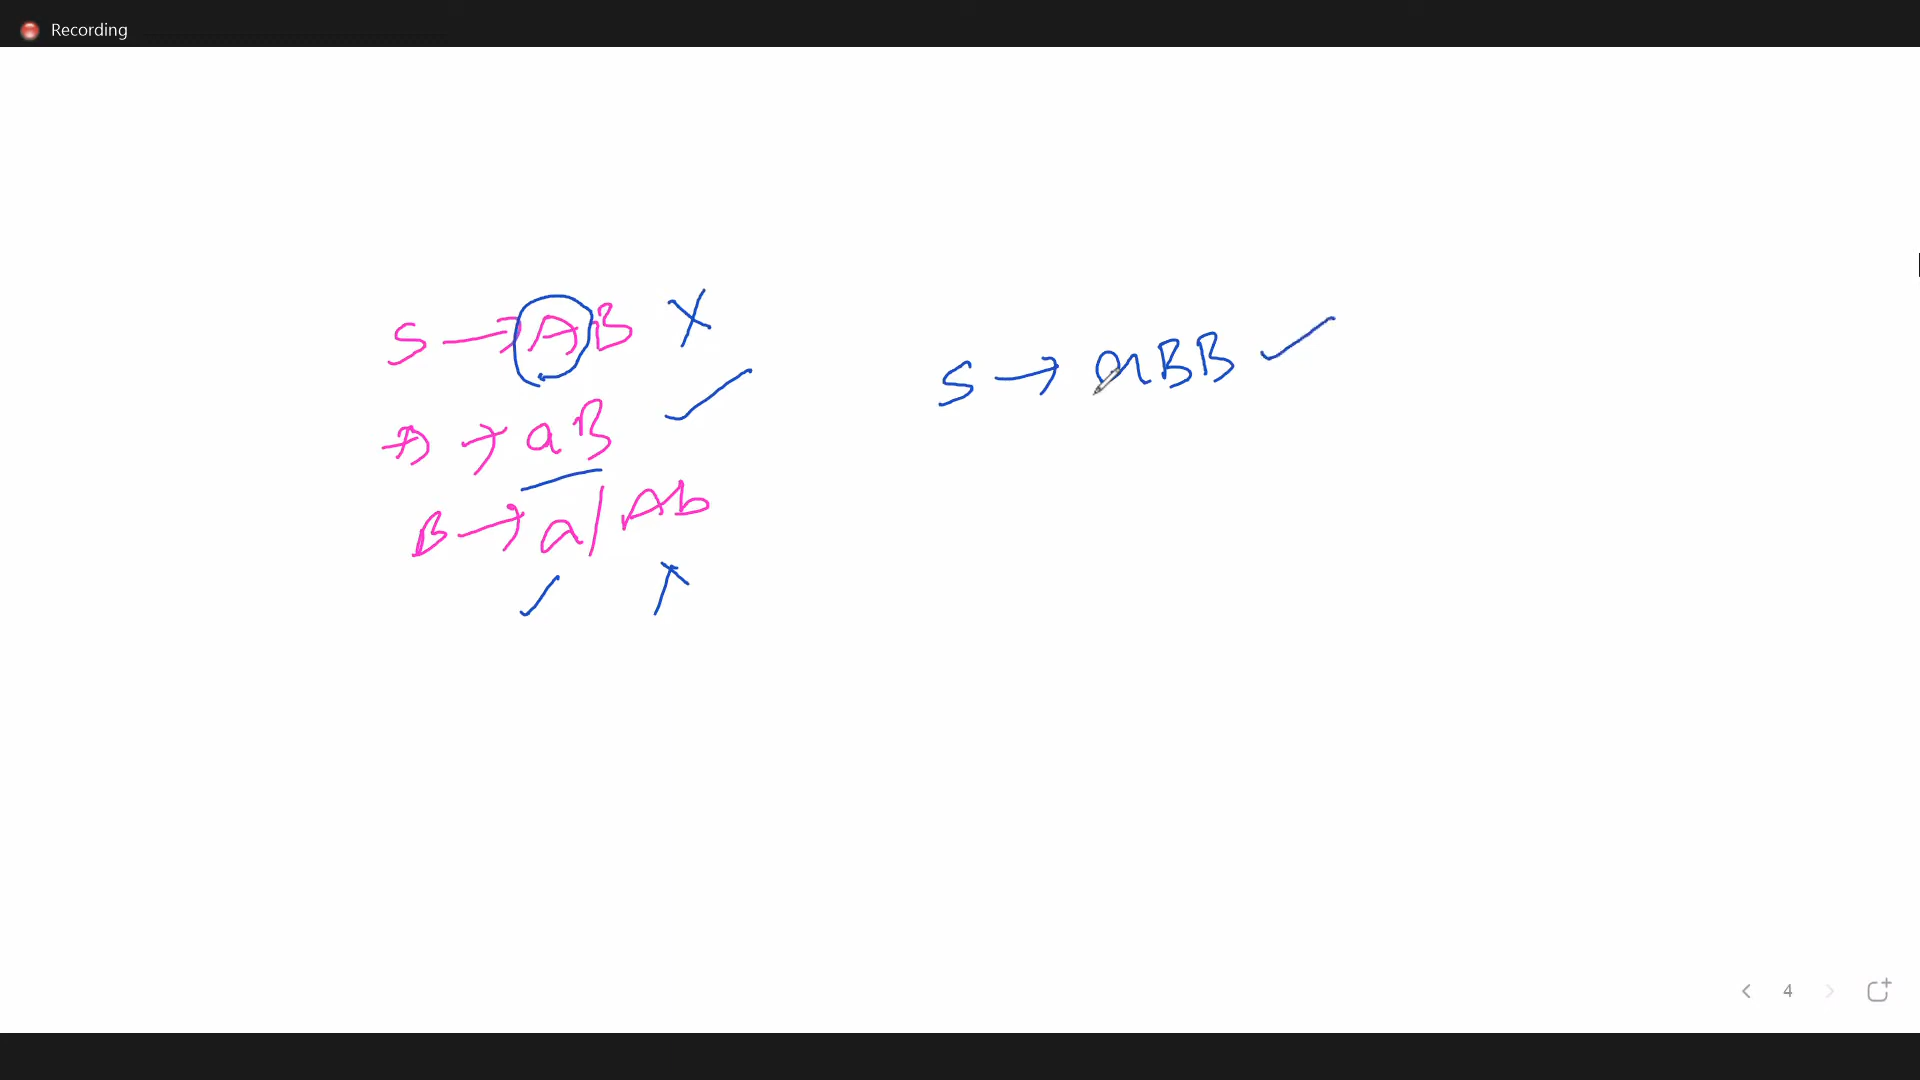 Recording
S → AB X
A → aB ✓
B → a/Ab
S → aBB ✓
4